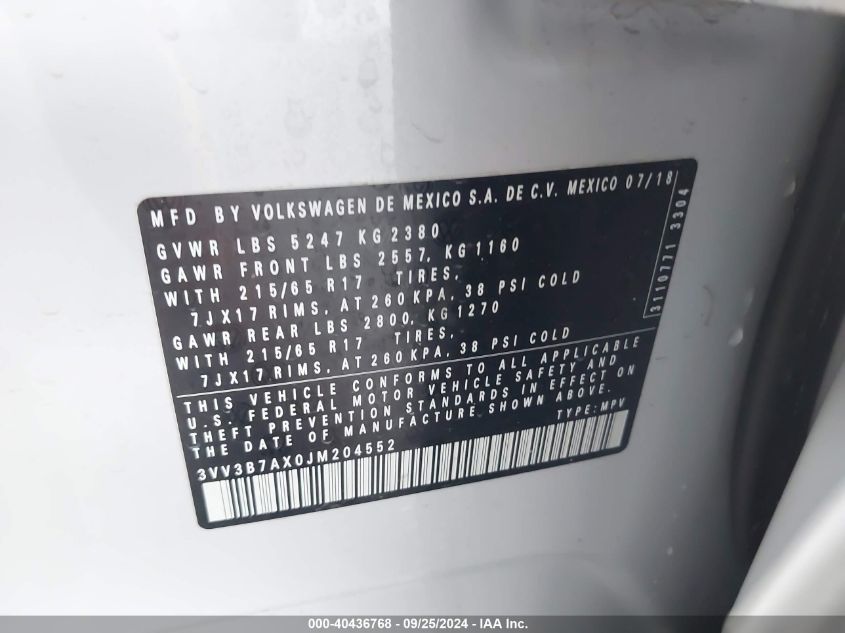 MFD BY VOLKSWAGEN DE MEXICO S.A. DE C.V. MEXICO 07/18
GVWR LBS 5247 KG 2380
GAWR FRONT LBS 2557, KG 1160
WITH 215/65 R17 TIRES,
7JX17 RIMS, AT 260 KPA, 38 PSI COLD
GAWR REAR LBS 2800, KG 1270
WITH 215/65 R17 TIRES,
7JX17 RIMS, AT 260 KPA, 38 PSI COLD
3110771 3304
THIS VEHICLE CONFORMS TO ALL APPLICABLE
U.S. FEDERAL MOTOR VEHICLE SAFETY AND
THEFT PREVENTION STANDARDS IN EFFECT ON
THE DATE OF MANUFACTURE SHOWN ABOVE.
3VV3B7AX0JM204552 TYPE: MPV
000-40436768 - 09/25/2024 - IAA Inc.